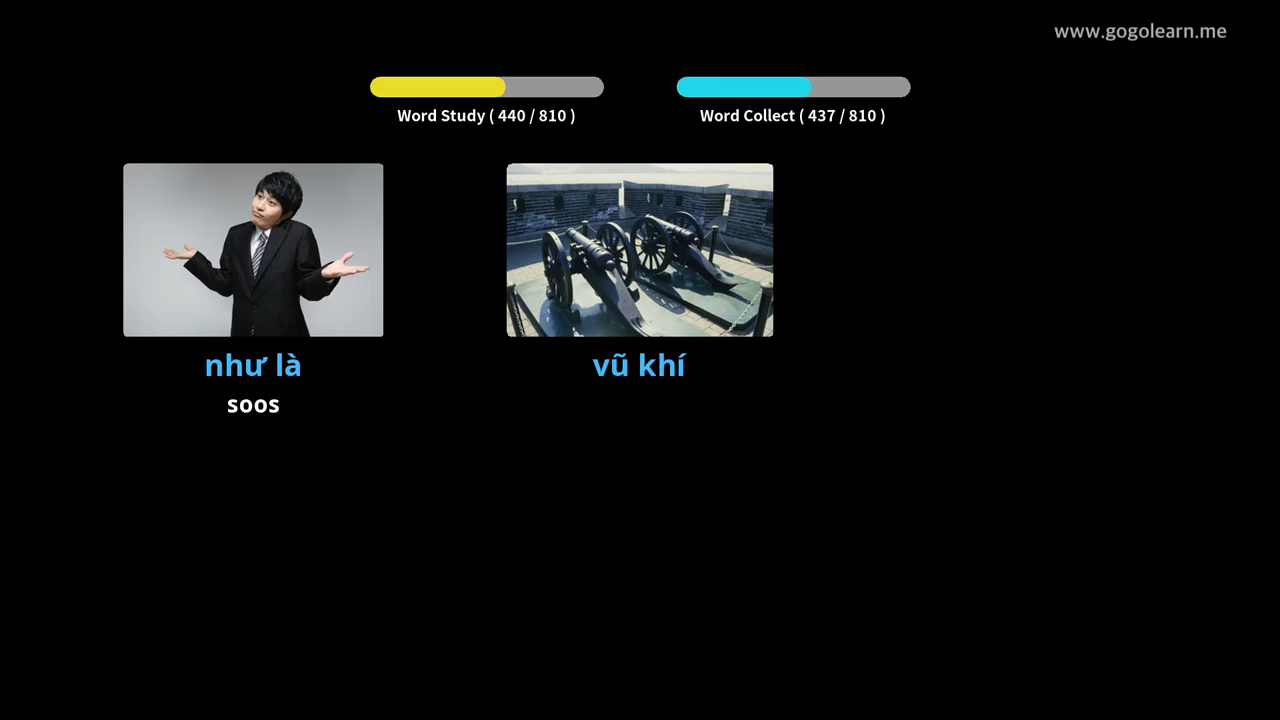 www.gogolearn.me
Word Study ( 440 / 810 )
Word Collect ( 437 / 810 )
như là
vũ khí
soos